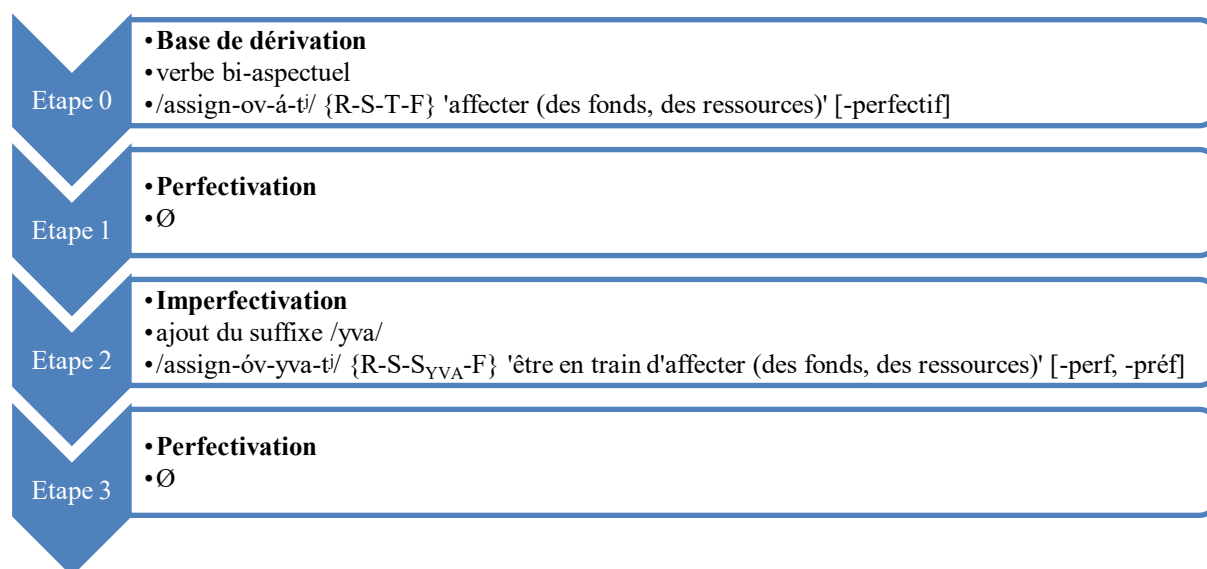 Etape 0
•Base de dérivation
•verbe bi-aspectuel
•/assign-ov-á-tʲ/ {R-S-T-F} 'affecter (des fonds, des ressources)' [-perfectif]
Etape 1
•Perfectivation
•Ø
Etape 2
•Imperfectivation
•ajout du suffixe /yva/
•/assign-óv-yva-tʲ/ {R-S-S_YVA-F} 'être en train d'affecter (des fonds, des ressources)' [-perf, -préf]
Etape 3
•Perfectivation
•Ø